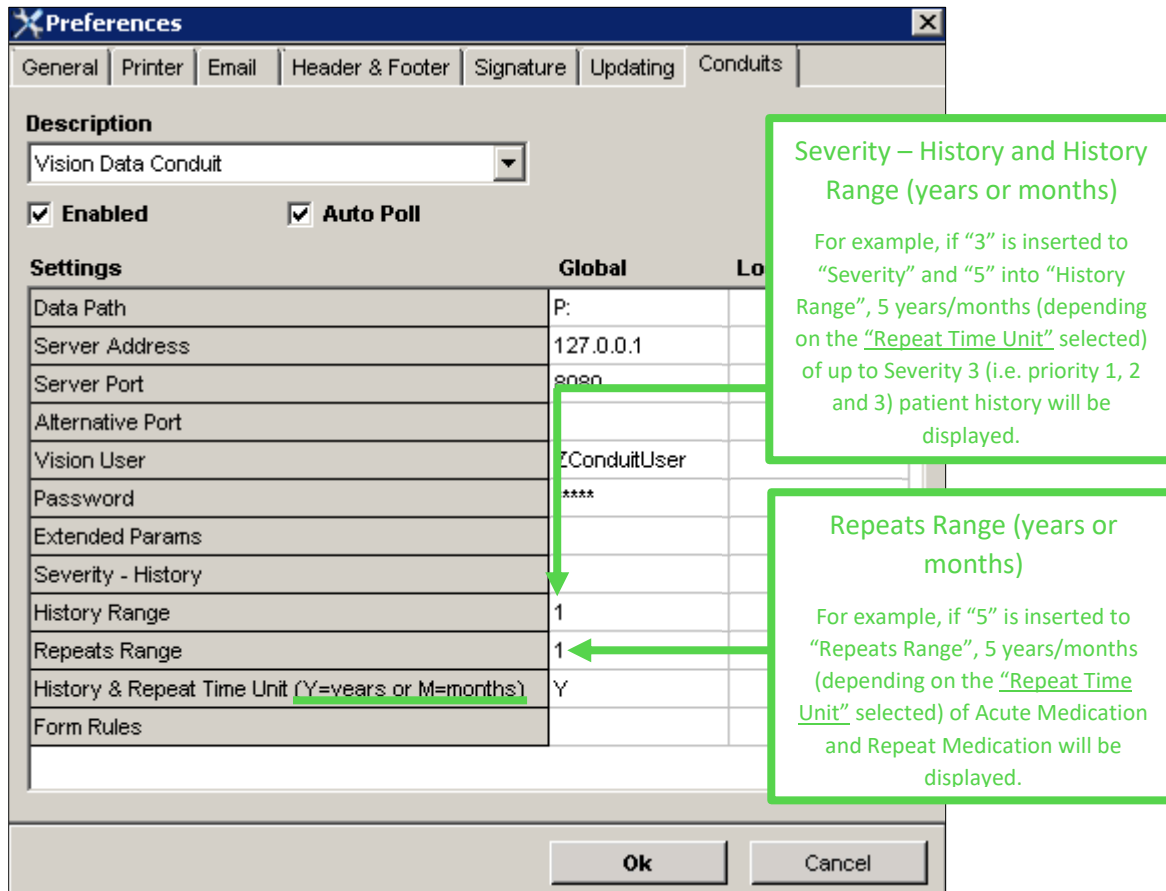 Preferences
General Printer Email Header & Footer Signature Updating Conduits
Description
Vision Data Conduit
Enabled Auto Poll
Settings Global Lo
Data Path P:
Server Address 127.0.0.1
Server Port 8080
Alternative Port
Vision User ZConduitUser
Password ****
Extended Params
Severity - History
History Range 1
Repeats Range 1
History & Repeat Time Unit (Y=years or M=months) Y
Form Rules
Ok Cancel
Severity – History and History
Range (years or months)
For example, if “3” is inserted to
“Severity” and “5” into “History
Range”, 5 years/months (depending
on the “Repeat Time Unit” selected)
of up to Severity 3 (i.e. priority 1, 2
and 3) patient history will be
displayed.
Repeats Range (years or
months)
For example, if “5” is inserted to
“Repeats Range”, 5 years/months
(depending on the “Repeat Time
Unit” selected) of Acute Medication
and Repeat Medication will be
displayed.